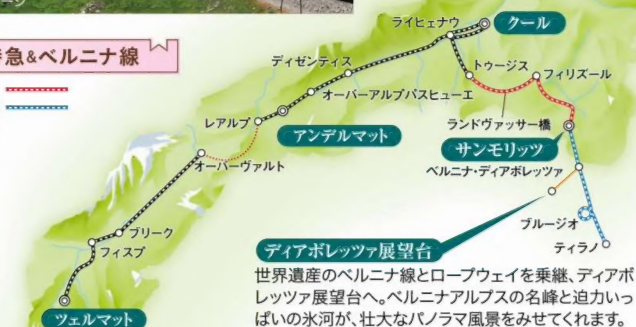 急&ベルニナ線
ライヒェナウ
クール
ディゼンティス
トゥージス
フィリズール
オーバーアルプパスヒューエ
レアルプ
アンデルマット
ランドヴァッサー橋
サンモリッツ
オーバーヴァルト
ベルニナ・ディアボレッツァ
ブルージオ
ブリーク
フィスプ
ティラノ
ディアボレッツァ展望台
世界遺産のベルニナ線とロープウェイを乗継、ディアボ
レッツァ展望台へ。ベルニナアルプスの名峰と迫力いっ
ぱいの氷河が、壮大なパノラマ風景をみせてくれます。
ツェルマット